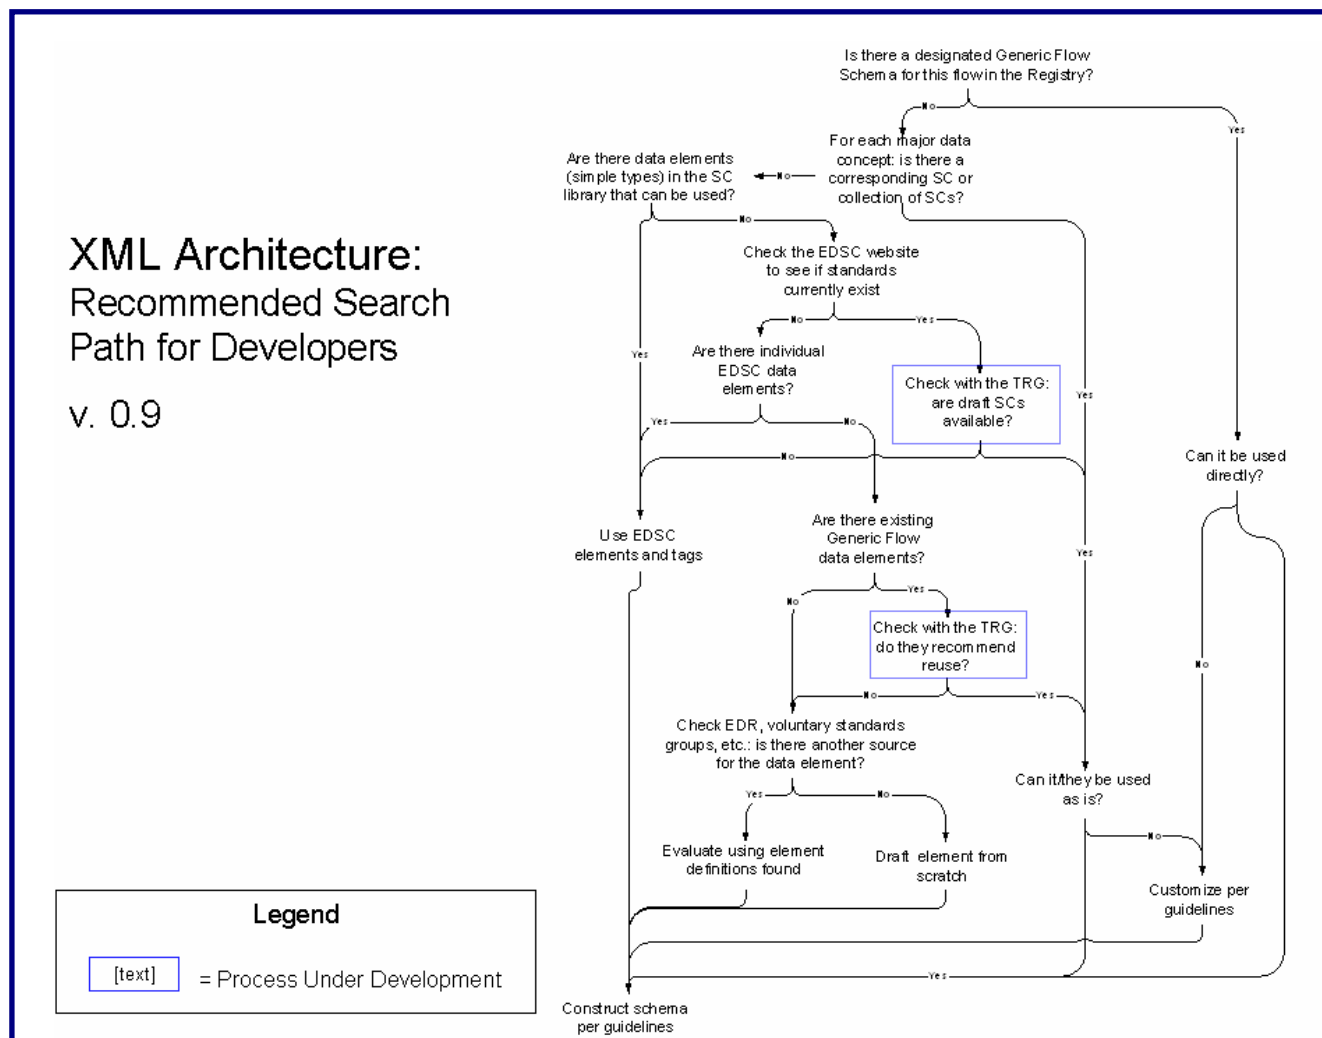 Is there a designated Generic Flow
Schema for this flow in the Registry?
No
Yes
For each major data
concept: is there a
corresponding SC or
collection of SCs?
No
Are there data elements
(simple types) in the SC
library that can be used?
No
XML Architecture:
Recommended Search
Path for Developers
v. 0.9
Check the EDSC website
to see if standards
currently exist
No
Yes
Yes
Are there individual
EDSC data
elements?
Check with the TRG:
are draft SCs
available?
Yes
Yes
No
No
Can it be used
directly?
Use EDSC
elements and tags
Are there existing
Generic Flow
data elements?
Yes
No
Yes
Check with the TRG:
do they recommend
reuse?
No
No
Yes
Check EDR, voluntary standards
groups, etc.: is there another source
for the data element?
Can it/they be used
as is?
Yes
No
No
Evaluate using element
definitions found
Draft element from
scratch
Customize per
guidelines
Legend
[text]
= Process Under Development
Yes
Construct schema
per guidelines